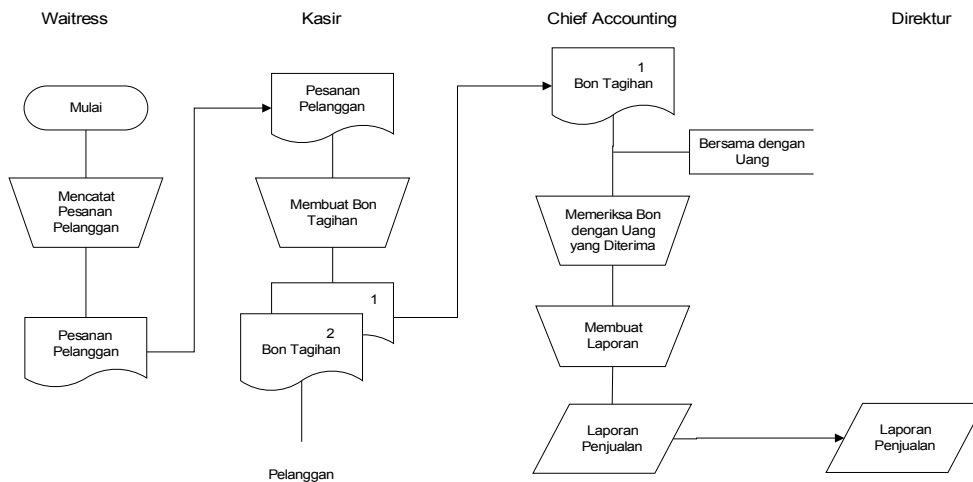 Waitress
Kasir
Chief Accounting
Direktur
Mulai
Mencatat
Pesanan
Pelanggan
Pesanan
Pelanggan
Pesanan
Pelanggan
Membuat Bon
Tagihan
1
2
Bon Tagihan
Pelanggan
1
Bon Tagihan
Bersama dengan
Uang
Memeriksa Bon
dengan Uang
yang Diterima
Membuat
Laporan
Laporan
Penjualan
Laporan
Penjualan